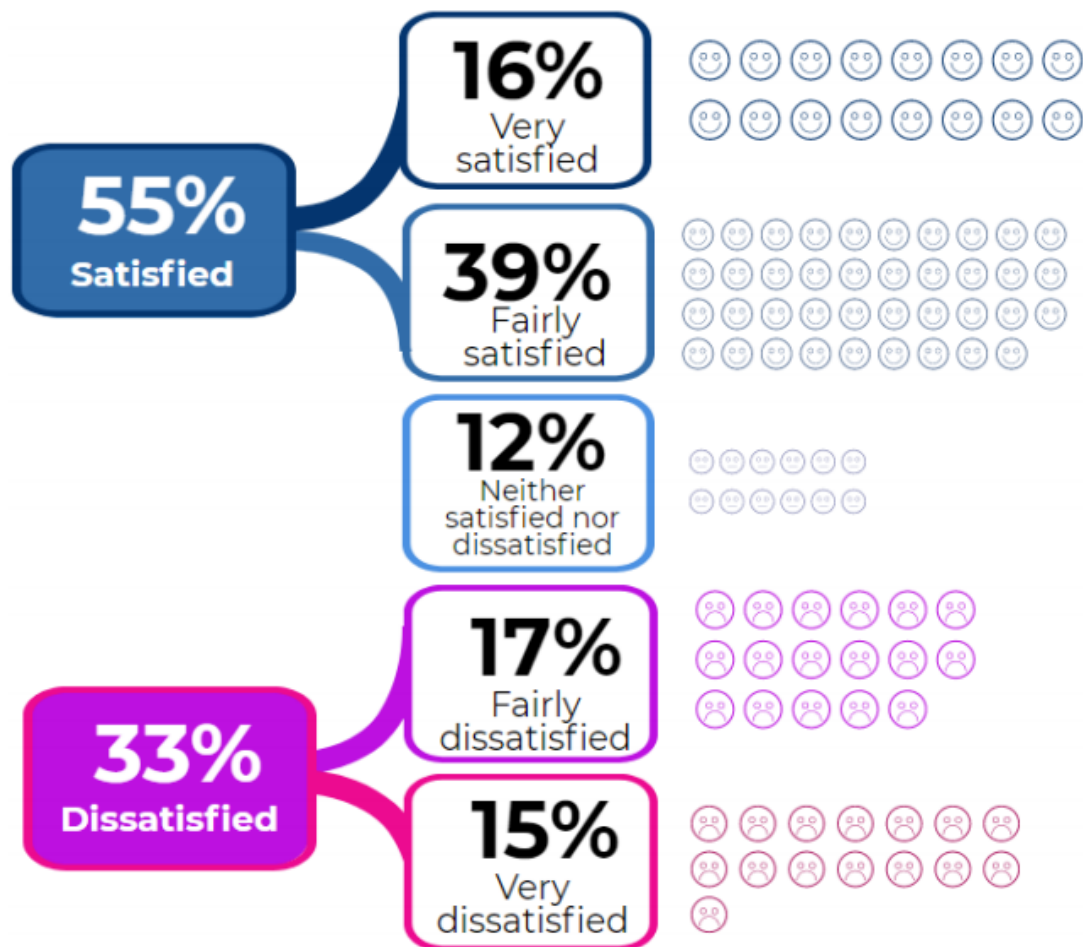 16%
Very
satisfied
55%
Satisfied
39%
Fairly
satisfied
12%
Neither
satisfied nor
dissatisfied
17%
Fairly
dissatisfied
33%
Dissatisfied
15%
Very
dissatisfied